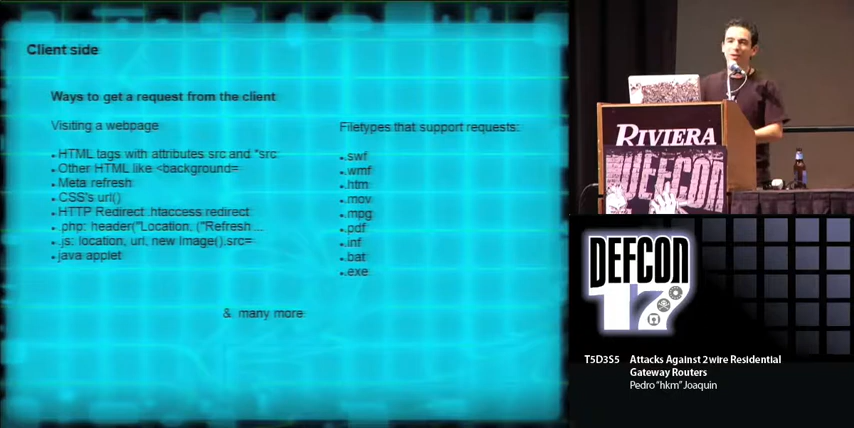 Client side
Ways to get a request from the client
Visiting a webpage
• HTML tags with attributes src and *src
• Other HTML like <background=
• Meta refresh
• CSS's url()
• HTTP Redirect .htaccess redirect
• .php: header("Location, ("Refresh ...
• .js: location, url, new Image().src=
• java applet
Filetypes that support requests:
• .swf
• .wmf
• .htm
• .mov
• .mpg
• .pdf
• .inf
• .bat
• .exe
& many more
RIVIERA
DEFCON
DEFCON
17
T5D3S5 Attacks Against 2wire Residential
Gateway Routers
Pedro "hkm" Joaquin